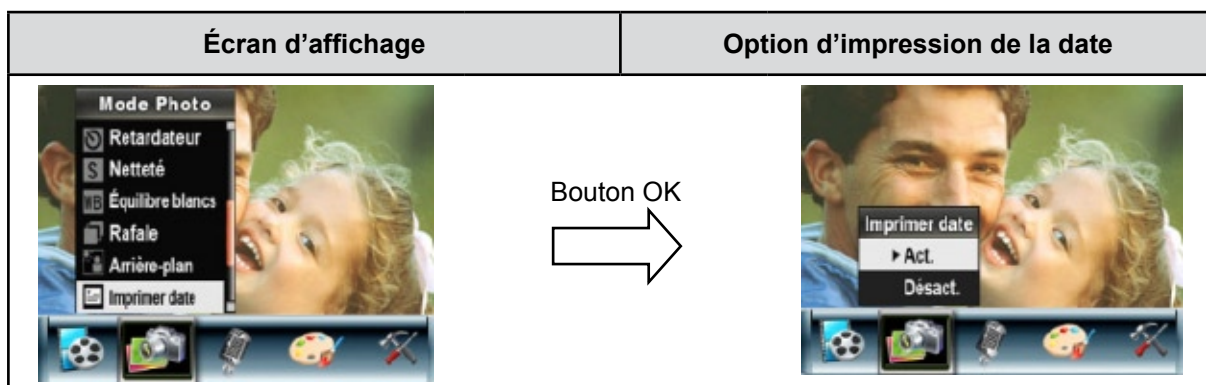 Écran d’affichage
Option d’impression de la date
Mode Photo
Retardateur
S Netteté
WB Équilibre blancs
Rafale
Arrière-plan
Imprimer date
Bouton OK
Imprimer date
Act.
Désact.